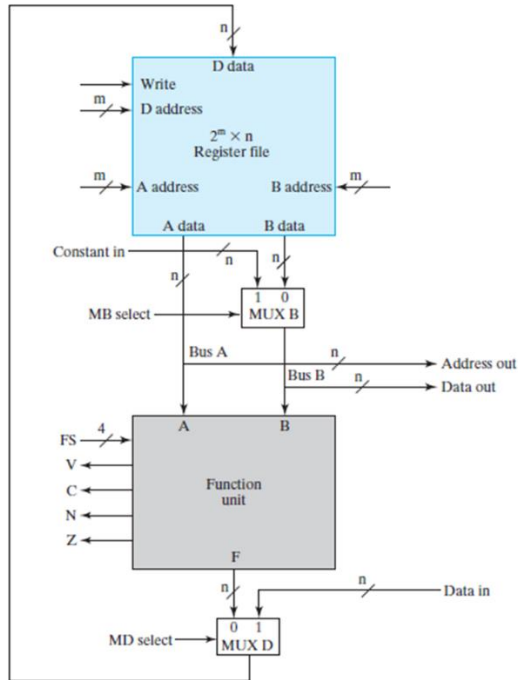 n
D data
Write
m
D address
2^m × n
Register file
m
A address
B address
m
A data
B data
Constant in
n
n
n
1 0
MB select
MUX B
Bus A
n
Address out
Bus B
n
Data out
A
B
FS
4
V
C
N
Z
Function
unit
F
n
n
Data in
0 1
MD select
MUX D